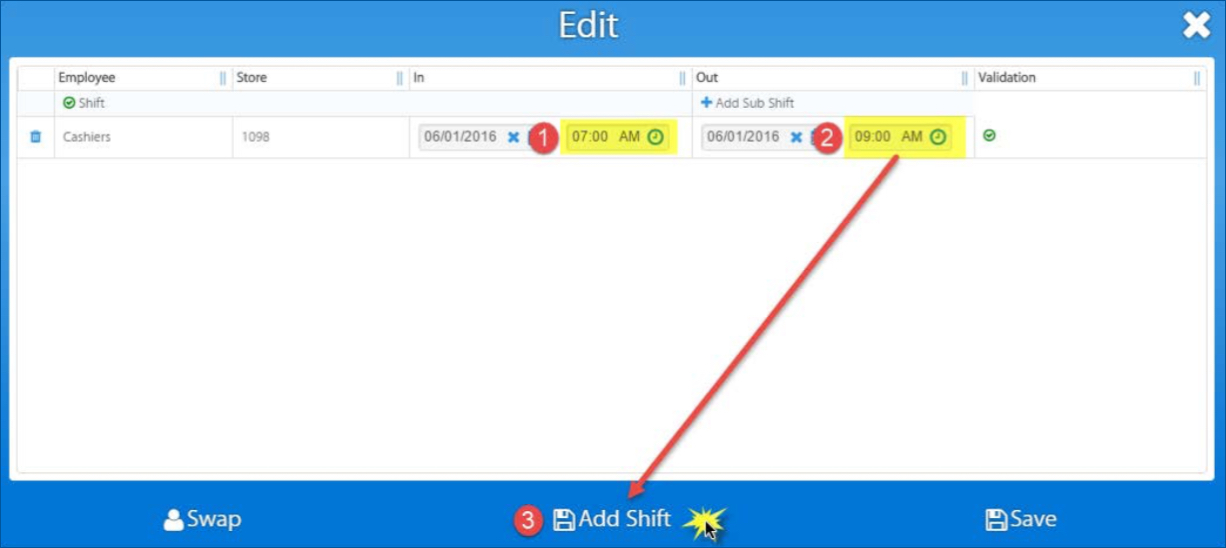 Edit
Employee Store In Out Validation
Shift + Add Sub Shift
Cashiers 1098 06/01/2016 1 07:00 AM 06/01/2016 2 09:00 AM
Swap 3 Add Shift Save